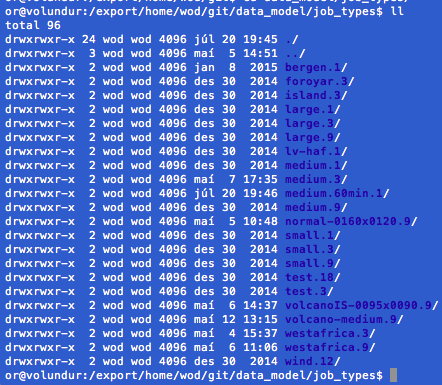 or@volundur:/export/home/wod/git/data_model/job_types$ ll
total 96
drwxrwxr-x 24 wod wod 4096 júl 20 19:45 ./
drwxrwxr-x  3 wod wod 4096 maí  5 14:51 ../
drwxrwxr-x  2 wod wod 4096 jan  8  2015 bergen.1/
drwxrwxr-x  2 wod wod 4096 des 30  2014 foroyar.3/
drwxrwxr-x  2 wod wod 4096 des 30  2014 island.3/
drwxrwxr-x  2 wod wod 4096 des 30  2014 large.1/
drwxrwxr-x  2 wod wod 4096 des 30  2014 large.3/
drwxrwxr-x  2 wod wod 4096 des 30  2014 large.9/
drwxrwxr-x  2 wod wod 4096 des 30  2014 lv-haf.1/
drwxrwxr-x  2 wod wod 4096 des 30  2014 medium.1/
drwxrwxr-x  2 wod wod 4096 maí  7 17:35 medium.3/
drwxrwxr-x  2 wod wod 4096 júl 20 19:46 medium.60min.1/
drwxrwxr-x  2 wod wod 4096 des 30  2014 medium.9/
drwxrwxr-x  2 wod wod 4096 maí  5 10:48 normal-0160x0120.9/
drwxrwxr-x  2 wod wod 4096 des 30  2014 small.1/
drwxrwxr-x  2 wod wod 4096 des 30  2014 small.3/
drwxrwxr-x  2 wod wod 4096 des 30  2014 small.9/
drwxrwxr-x  2 wod wod 4096 des 30  2014 test.18/
drwxrwxr-x  2 wod wod 4096 des 30  2014 test.3/
drwxrwxr-x  2 wod wod 4096 maí  6 14:37 volcanoIS-0095x0090.9/
drwxrwxr-x  2 wod wod 4096 maí 12 13:15 volcano-medium.9/
drwxrwxr-x  2 wod wod 4096 maí  4 15:37 westafrica.3/
drwxrwxr-x  2 wod wod 4096 maí  6 11:06 westafrica.9/
drwxrwxr-x  2 wod wod 4096 des 30  2014 wind.12/
or@volundur:/export/home/wod/git/data_model/job_types$